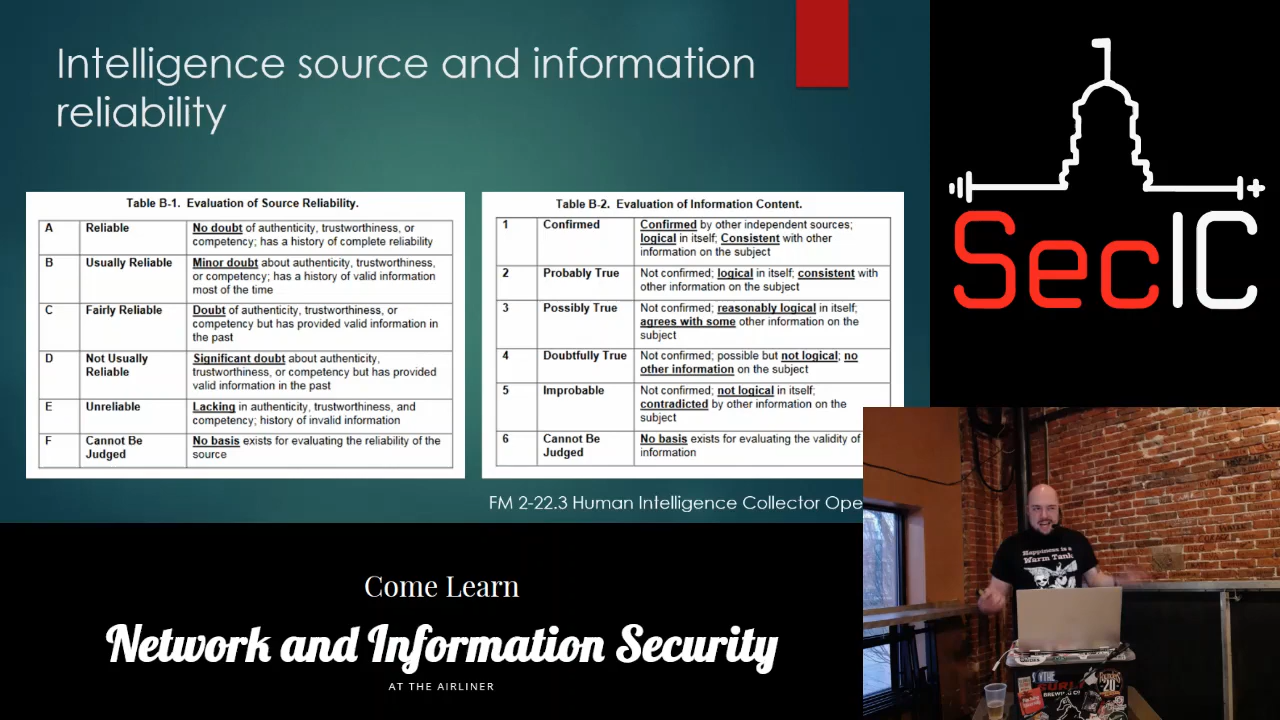 Intelligence source and information
reliability
Table B-1. Evaluation of Source Reliability.
A Reliable No doubt of authenticity, trustworthiness, or
competency; has a history of complete reliability
B Usually Reliable Minor doubt about authenticity, trustworthiness,
or competency; has a history of valid information
most of the time
C Fairly Reliable Doubt of authenticity, trustworthiness, or
competency but has provided valid information in
the past
D Not Usually Significant doubt about authenticity,
Reliable trustworthiness, or competency but has provided
valid information in the past
E Unreliable Lacking in authenticity, trustworthiness, and
competency; history of invalid information
F Cannot Be No basis exists for evaluating the reliability of the
Judged source
Table B-2. Evaluation of Information Content.
1 Confirmed Confirmed by other independent sources;
logical in itself; Consistent with other
information on the subject
2 Probably True Not confirmed; logical in itself; consistent with
other information on the subject
3 Possibly True Not confirmed; reasonably logical in itself;
agrees with some other information on the
subject
4 Doubtfully True Not confirmed; possible but not logical; no
other information on the subject
5 Improbable Not confirmed; not logical in itself;
contradicted by other information on the
subject
6 Cannot Be No basis exists for evaluating the validity of
Judged information
FM 2-22.3 Human Intelligence Collector Ope
SecIC
Come Learn
Network and Information Security
AT THE AIRLINER
Happiness is a
Warm Tank